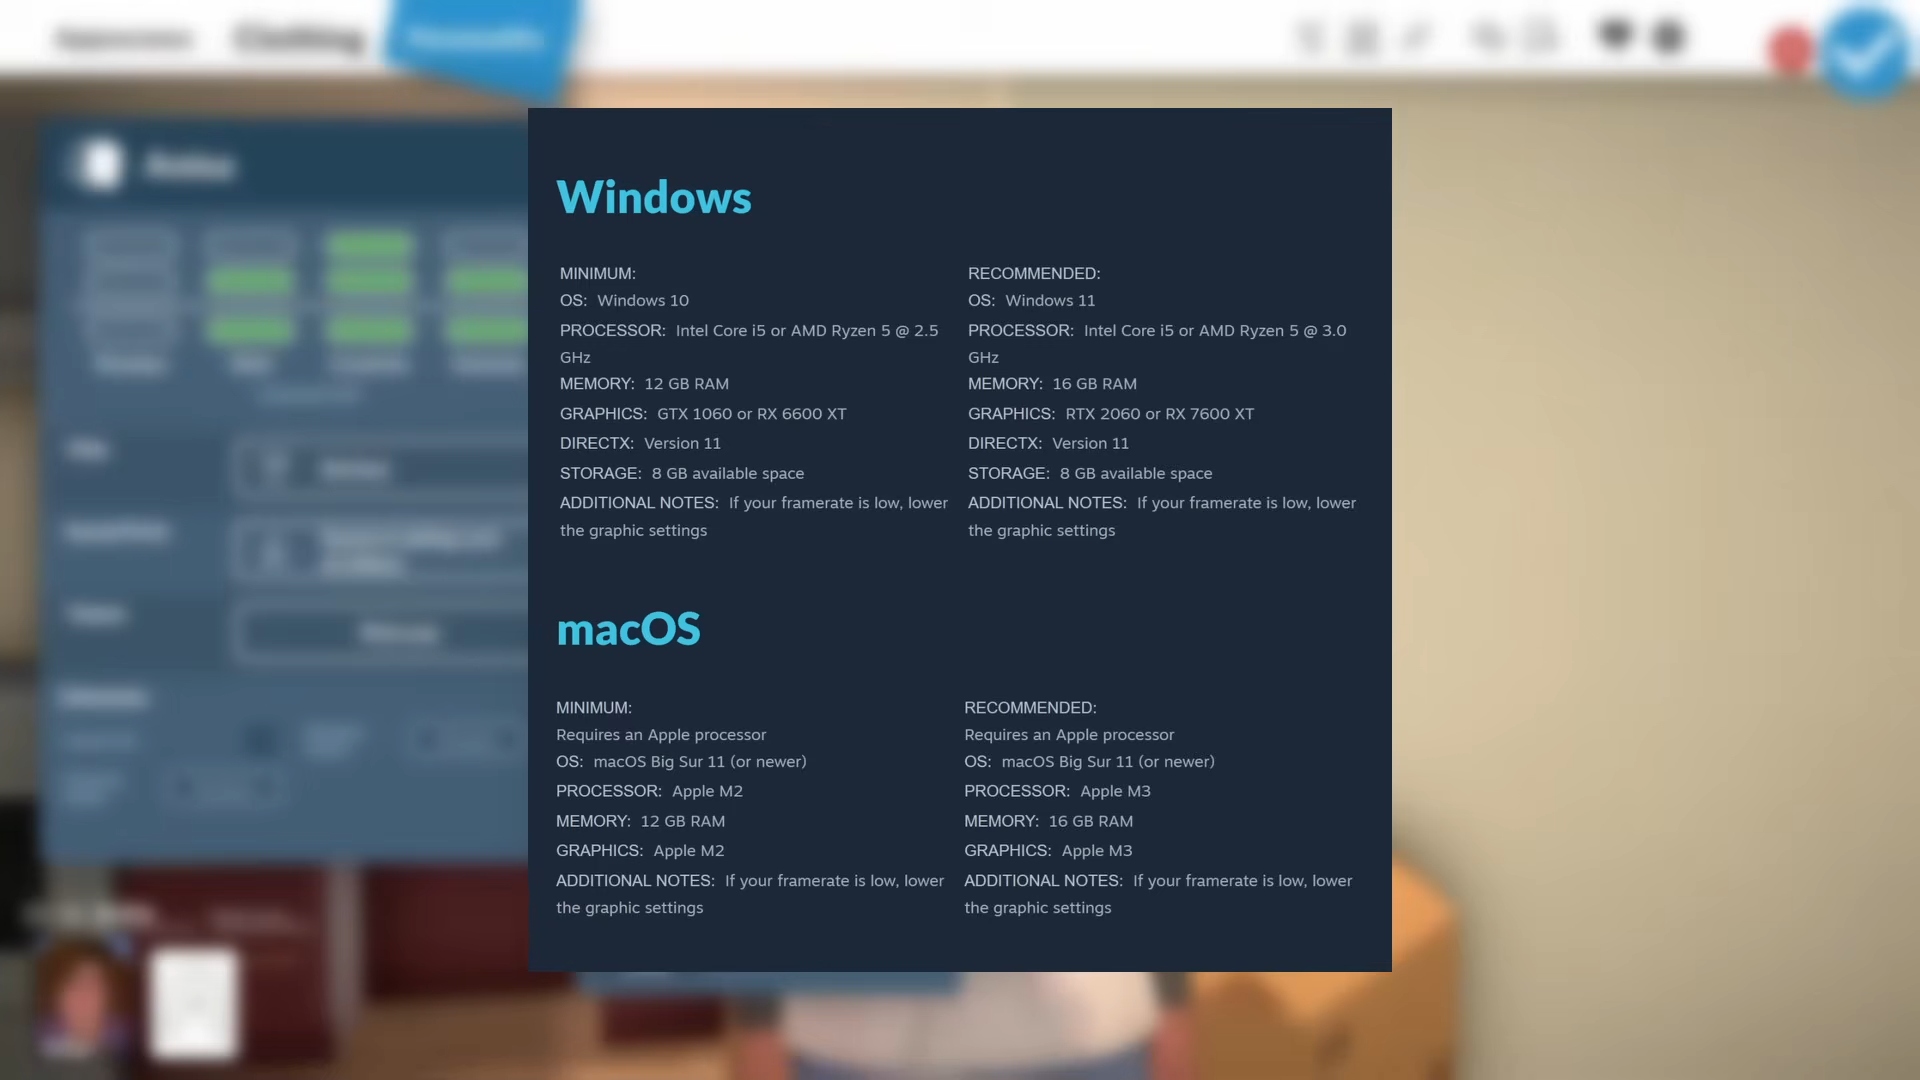 Clothing
Windows
MINIMUM:
OS: Windows 10
PROCESSOR: Intel Core i5 or AMD Ryzen 5 @ 2.5
GHz
MEMORY: 12 GB RAM
GRAPHICS: GTX 1060 or RX 6600 XT
DIRECTX: Version 11
STORAGE: 8 GB available space
ADDITIONAL NOTES: If your framerate is low, lower
the graphic settings
RECOMMENDED:
OS: Windows 11
PROCESSOR: Intel Core i5 or AMD Ryzen 5 @ 3.0
GHz
MEMORY: 16 GB RAM
GRAPHICS: RTX 2060 or RX 7600 XT
DIRECTX: Version 11
STORAGE: 8 GB available space
ADDITIONAL NOTES: If your framerate is low, lower
the graphic settings
macOS
MINIMUM:
Requires an Apple processor
OS: macOS Big Sur 11 (or newer)
PROCESSOR: Apple M2
MEMORY: 12 GB RAM
GRAPHICS: Apple M2
ADDITIONAL NOTES: If your framerate is low, lower
the graphic settings
RECOMMENDED:
Requires an Apple processor
OS: macOS Big Sur 11 (or newer)
PROCESSOR: Apple M3
MEMORY: 16 GB RAM
GRAPHICS: Apple M3
ADDITIONAL NOTES: If your framerate is low, lower
the graphic settings